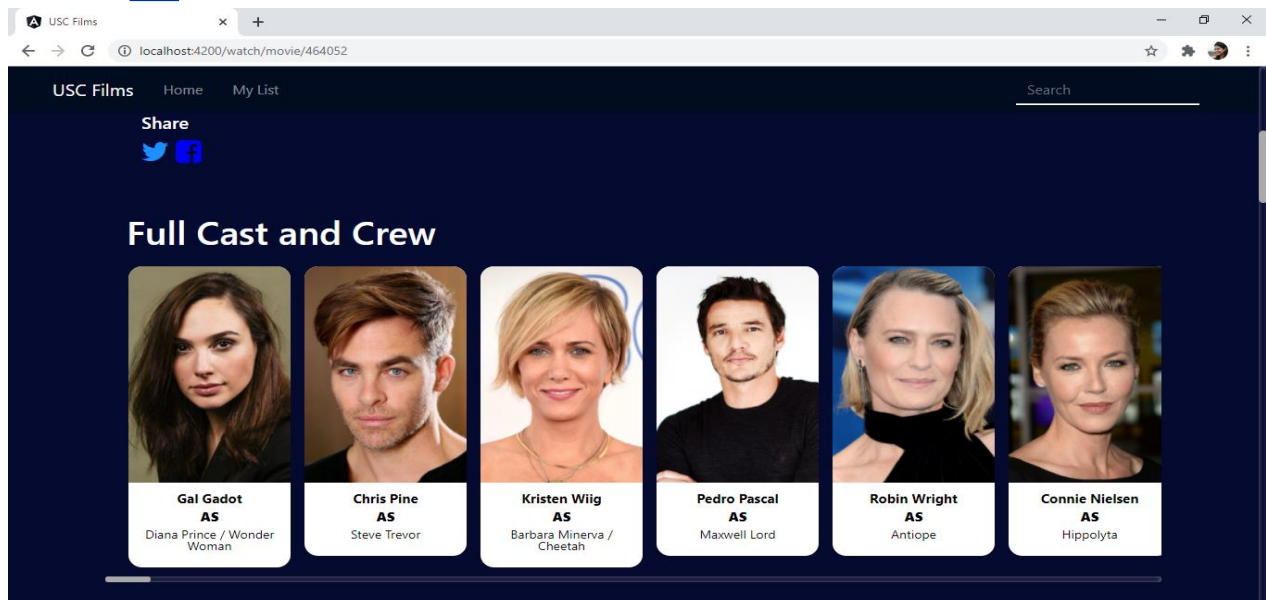 USC Films
localhost:4200/watch/movie/464052
USC Films Home My List Search
Share
Full Cast and Crew
Gal Gadot
AS
Diana Prince / Wonder
Woman
Chris Pine
AS
Steve Trevor
Kristen Wiig
AS
Barbara Minerva /
Cheetah
Pedro Pascal
AS
Maxwell Lord
Robin Wright
AS
Antiope
Connie Nielsen
AS
Hippolyta